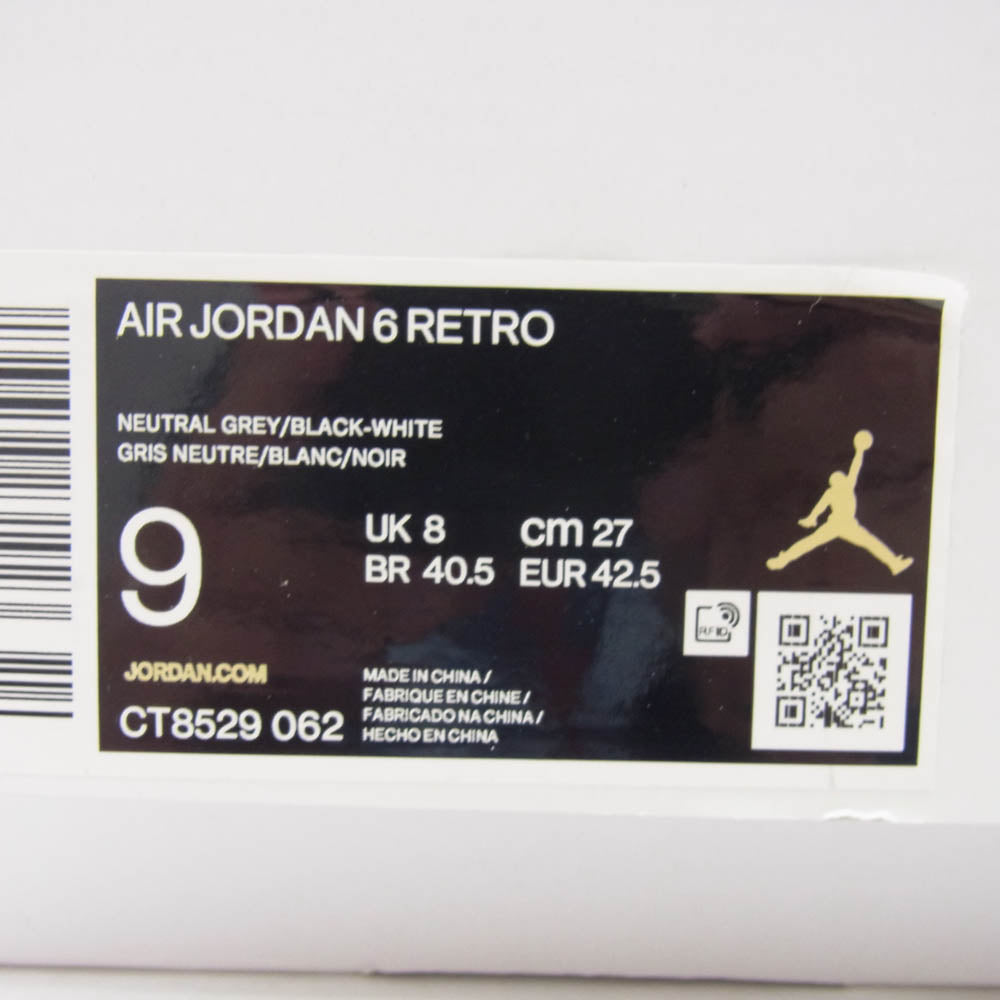 AIR JORDAN 6 RETRO
NEUTRAL GREY/BLACK-WHITE
GRIS NEUTRE/BLANC/NOIR
9
UK 8 cm 27
BR 40.5 EUR 42.5
RFID
JORDAN.COM
CT8529 062
MADE IN CHINA /
FABRIQUE EN CHINE /
FABRICADO NA CHINA /
HECHO EN CHINA